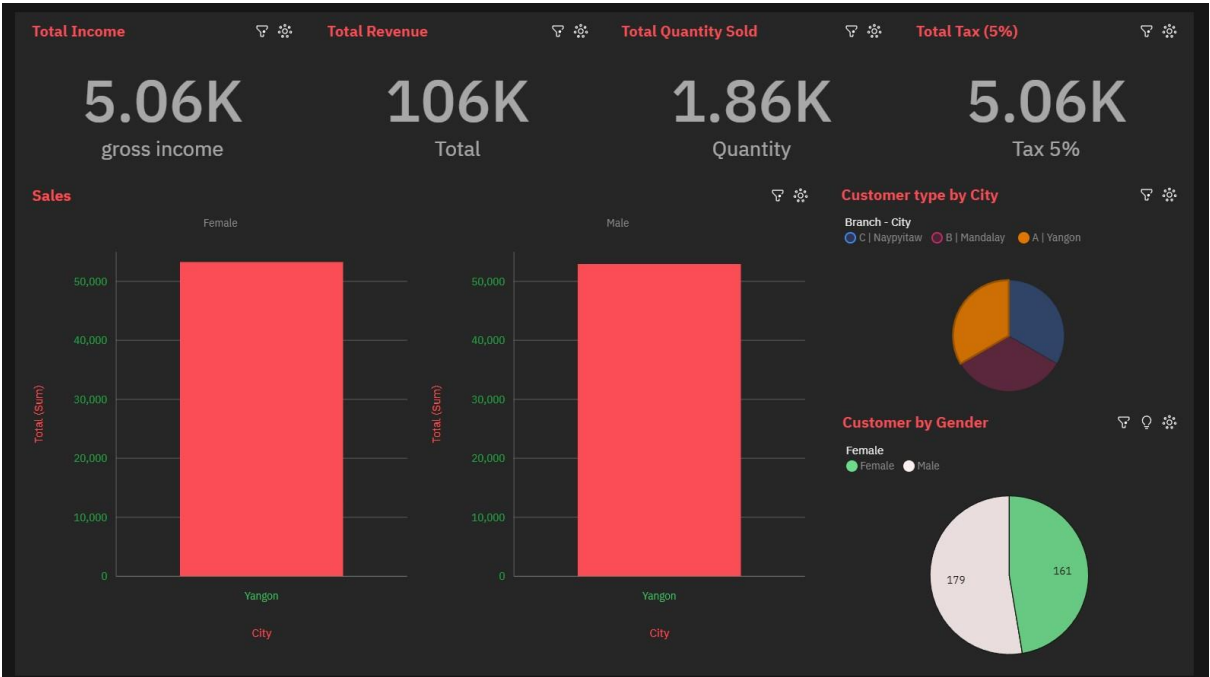 Total Income
Total Revenue
Total Quantity Sold
Total Tax (5%)
5.06K
gross income
106K
Total
1.86K
Quantity
5.06K
Tax 5%
Sales
Female
Total (Sum)
50,000
40,000
30,000
20,000
10,000
0
Yangon
City
Male
Total (Sum)
50,000
40,000
30,000
20,000
10,000
0
Yangon
City
Customer type by City
Branch - City
C | Naypyitaw B | Mandalay A | Yangon
Customer by Gender
Female
Female Male
179
161